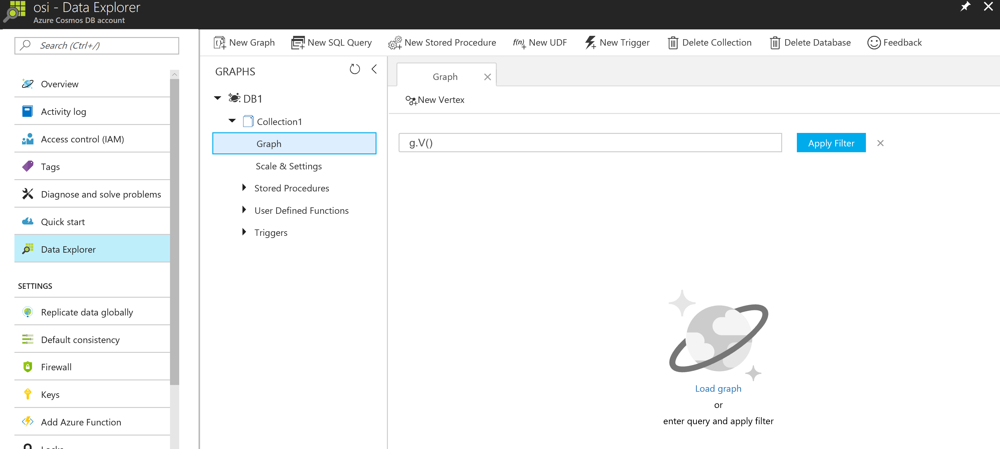 osi - Data Explorer
Azure Cosmos DB account
Search (Ctrl+/)
Overview
Activity log
Access control (IAM)
Tags
Diagnose and solve problems
Quick start
Data Explorer
SETTINGS
Replicate data globally
Default consistency
Firewall
Keys
Add Azure Function
Locks
New Graph
New SQL Query
f(n) New UDF
New Stored Procedure
New Trigger
Delete Collection
Delete Database
Feedback
GRAPHS
DB1
Collection1
Graph
Scale & Settings
Stored Procedures
User Defined Functions
Triggers
Graph
New Vertex
g.V()
Apply Filter
Load graph
or
enter query and apply filter